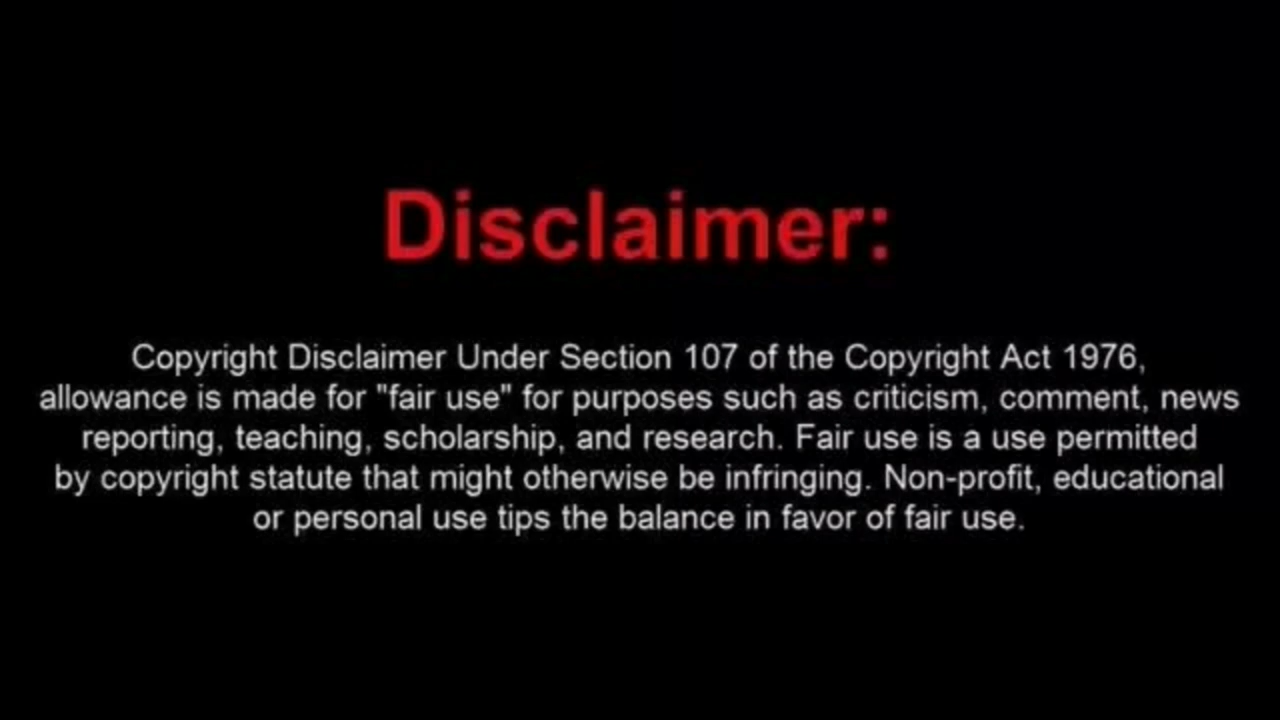 Disclaimer:
Copyright Disclaimer Under Section 107 of the Copyright Act 1976,
allowance is made for "fair use" for purposes such as criticism, comment, news
reporting, teaching, scholarship, and research. Fair use is a use permitted
by copyright statute that might otherwise be infringing. Non-profit, educational
or personal use tips the balance in favor of fair use.